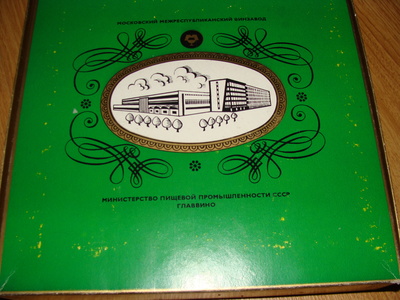 МОСКОВСКИЙ МЕЖРЕСПУБЛИКАНСКИЙ ВИНЗАВОД
МИНИСТЕРСТВО ПИЩЕВОЙ ПРОМЫШЛЕННОСТИ СССР
ГЛАВВИНО